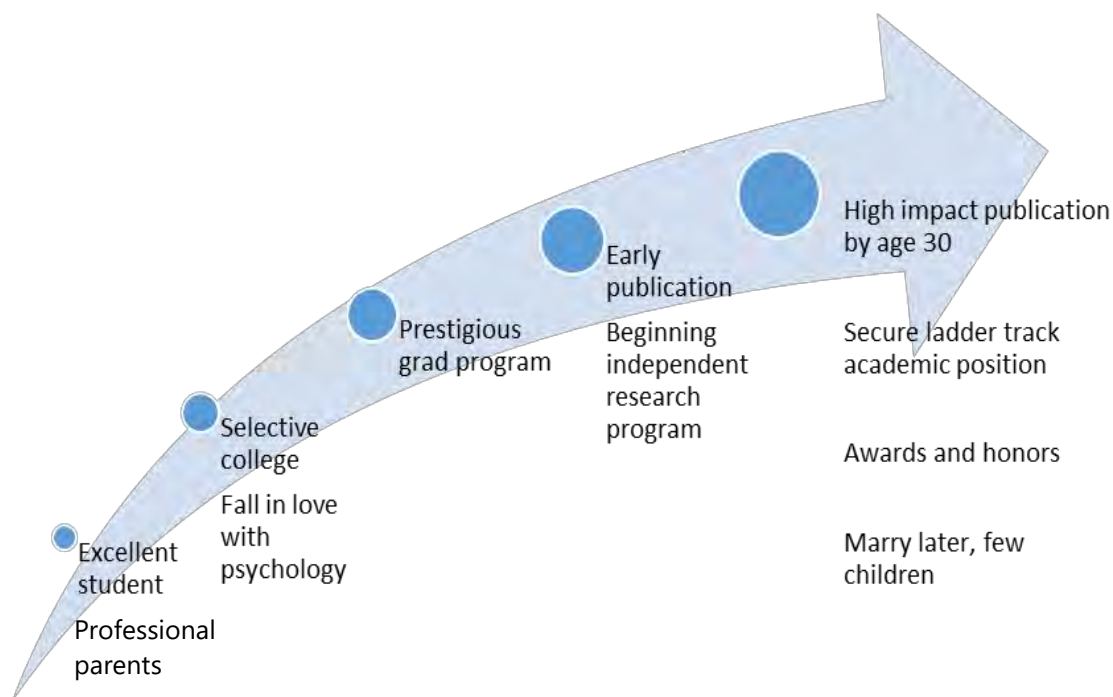 Excellent
student
Professional
parents
Selective
college
Fall in love
with
psychology
Prestigious
grad program
Early
publication
Beginning
independent
research
program
High impact publication
by age 30
Secure ladder track
academic position
Awards and honors
Marry later, few
children